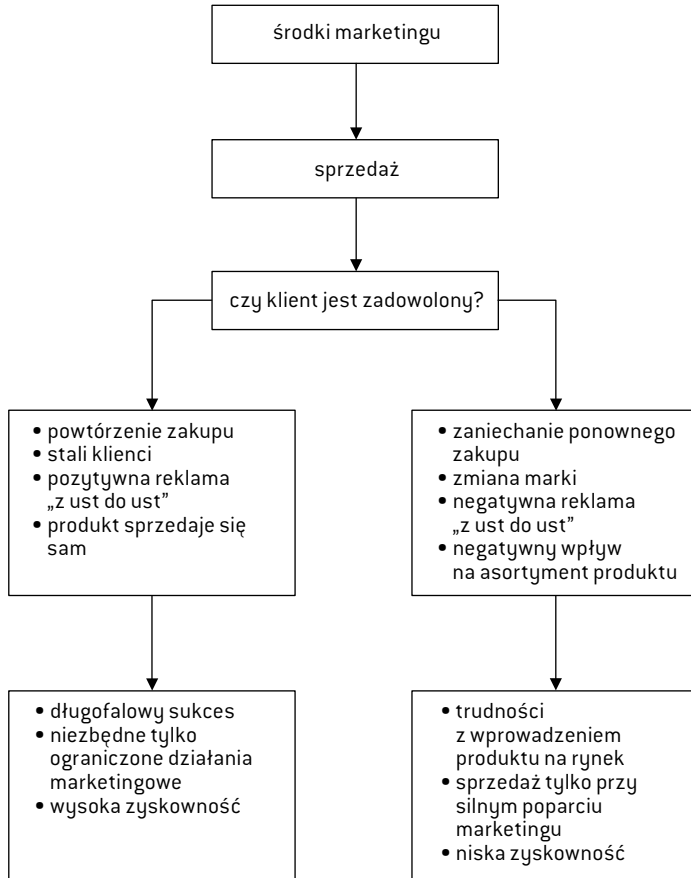 środki marketingu
sprzedaż
czy klient jest zadowolony?
• powtórzenie zakupu
• stali klienci
• pozytywna reklama
„z ust do ust”
• produkt sprzedaje się
sam
• zaniechanie ponownego
zakupu
• zmiana marki
• negatywna reklama
„z ust do ust”
• negatywny wpływ
na asortyment produktu
• długofalowy sukces
• niezbędne tylko
ograniczone działania
marketingowe
• wysoka zyskowność
• trudności
z wprowadzeniem
produktu na rynek
• sprzedaż tylko przy
silnym poparciu
marketingu
• niska zyskowność